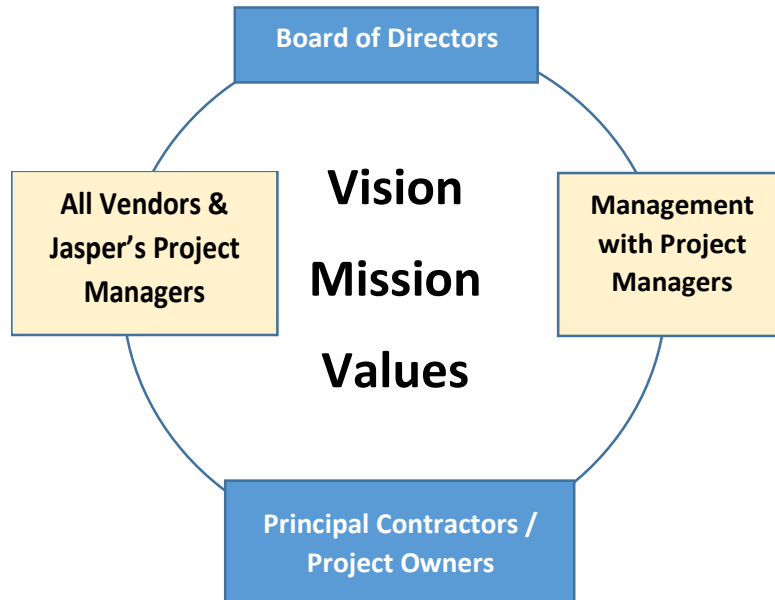 Board of Directors
All Vendors &
Jasper’s Project
Managers
Vision
Mission
Values
Management
with Project
Managers
Principal Contractors /
Project Owners